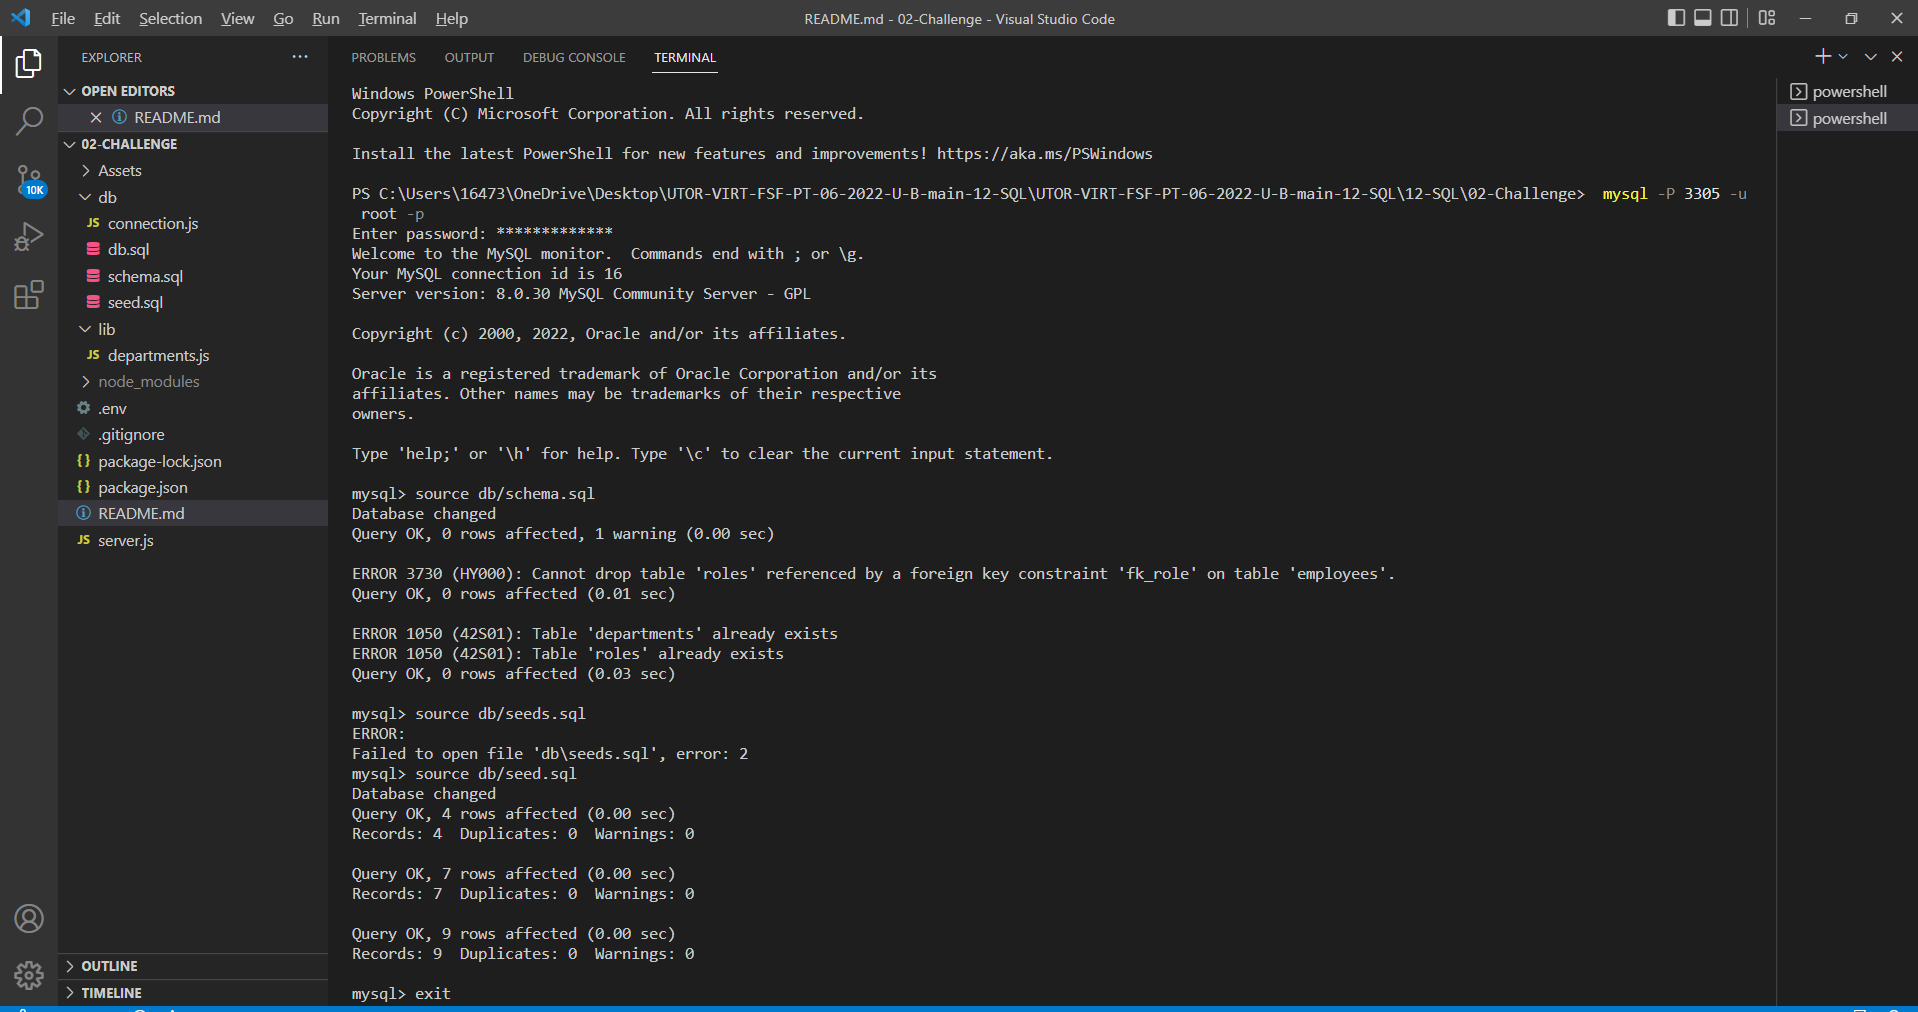 File Edit Selection View Go Run Terminal Help
README.md - 02-Challenge - Visual Studio Code
EXPLORER
OPEN EDITORS
README.md
02-CHALLENGE
Assets
db
JS connection.js
db.sql
schema.sql
seed.sql
lib
JS departments.js
node_modules
.env
.gitignore
{} package-lock.json
{} package.json
README.md
JS server.js
OUTLINE
TIMELINE
10K
PROBLEMS OUTPUT DEBUG CONSOLE TERMINAL
Windows PowerShell
Copyright (C) Microsoft Corporation. All rights reserved.
Install the latest PowerShell for new features and improvements! https://aka.ms/PSWindows
PS C:\Users\16473\OneDrive\Desktop\UTOR-VIRT-FSF-PT-06-2022-U-B-main-12-SQL\UTOR-VIRT-FSF-PT-06-2022-U-B-main-12-SQL\12-SQL\02-Challenge> mysql -P 3305 -u
root -p
Enter password: *************
Welcome to the MySQL monitor.  Commands end with ; or \g.
Your MySQL connection id is 16
Server version: 8.0.30 MySQL Community Server - GPL
Copyright (c) 2000, 2022, Oracle and/or its affiliates.
Oracle is a registered trademark of Oracle Corporation and/or its
affiliates. Other names may be trademarks of their respective
owners.
Type 'help;' or '\h' for help. Type '\c' to clear the current input statement.
mysql> source db/schema.sql
Database changed
Query OK, 0 rows affected, 1 warning (0.00 sec)
ERROR 3730 (HY000): Cannot drop table 'roles' referenced by a foreign key constraint 'fk_role' on table 'employees'.
Query OK, 0 rows affected (0.01 sec)
ERROR 1050 (42S01): Table 'departments' already exists
ERROR 1050 (42S01): Table 'roles' already exists
Query OK, 0 rows affected (0.03 sec)
mysql> source db/seeds.sql
ERROR:
Failed to open file 'db\seeds.sql', error: 2
mysql> source db/seed.sql
Database changed
Query OK, 4 rows affected (0.00 sec)
Records: 4  Duplicates: 0  Warnings: 0
Query OK, 7 rows affected (0.00 sec)
Records: 7  Duplicates: 0  Warnings: 0
Query OK, 9 rows affected (0.00 sec)
Records: 9  Duplicates: 0  Warnings: 0
mysql> exit
powershell
powershell